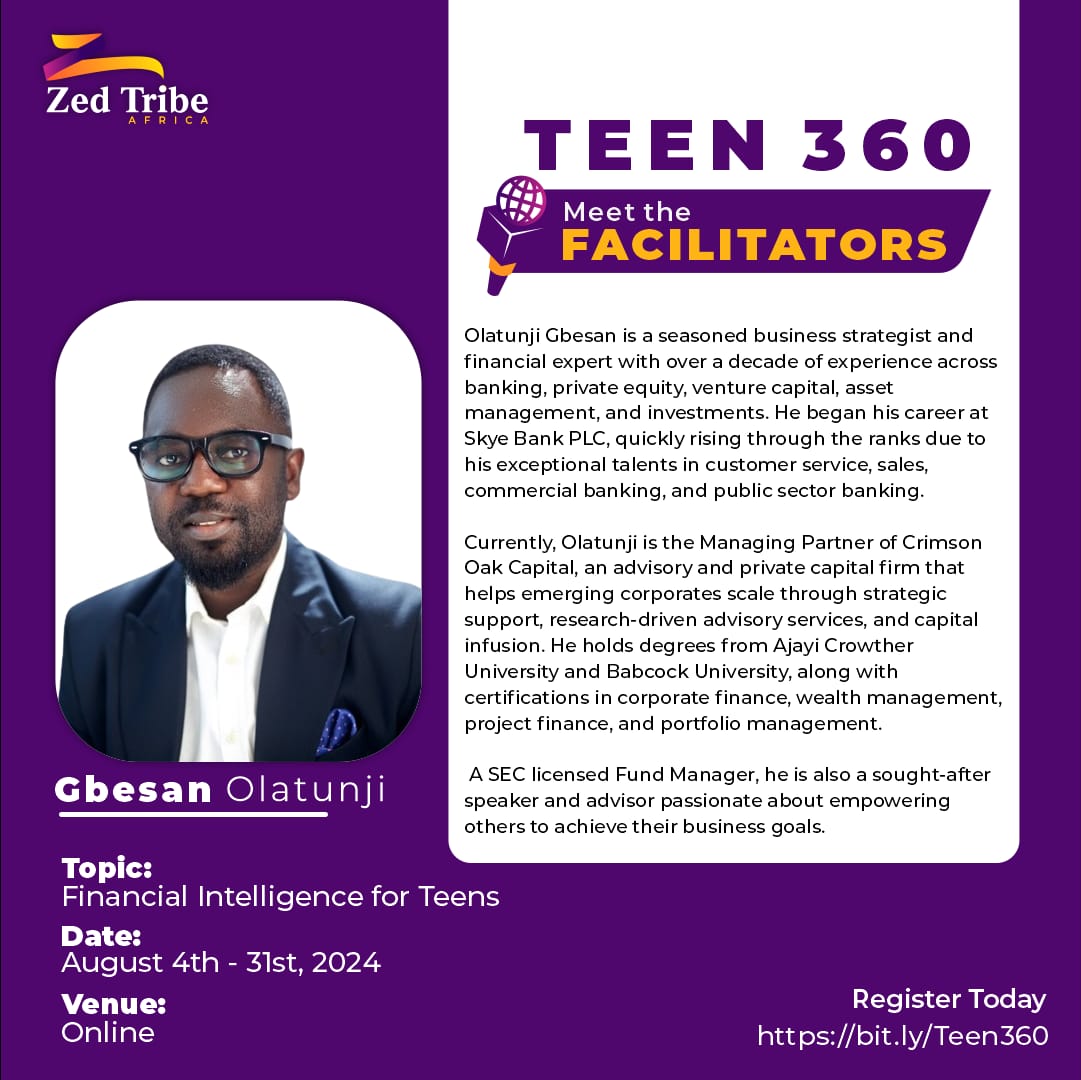 Zed Tribe
AFRICA
TEEN 360
Meet the
FACILITATORS
Olatunji Gbesan is a seasoned business strategist and
financial expert with over a decade of experience across
banking, private equity, venture capital, asset
management, and investments. He began his career at
Skye Bank PLC, quickly rising through the ranks due to
his exceptional talents in customer service, sales,
commercial banking, and public sector banking.
Currently, Olatunji is the Managing Partner of Crimson
Oak Capital, an advisory and private capital firm that
helps emerging corporates scale through strategic
support, research-driven advisory services, and capital
infusion. He holds degrees from Ajayi Crowther
University and Babcock University, along with
certifications in corporate finance, wealth management,
project finance, and portfolio management.
A SEC licensed Fund Manager, he is also a sought-after
speaker and advisor passionate about empowering
others to achieve their business goals.
Gbesan Olatunji
Topic:
Financial Intelligence for Teens
Date:
August 4th - 31st, 2024
Venue:
Online
Register Today
https://bit.ly/Teen360